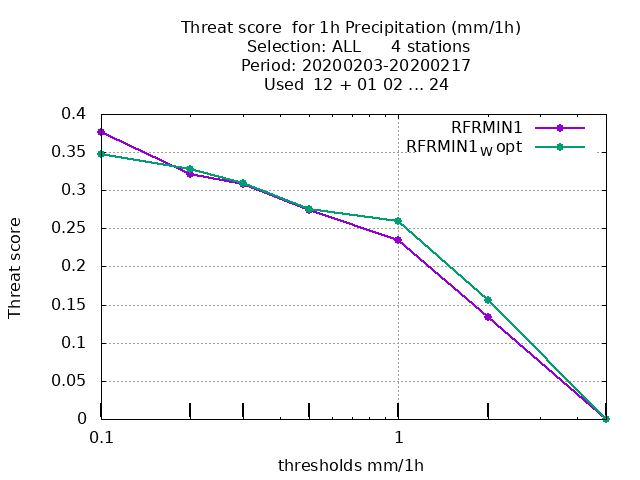 Threat score  for 1h Precipitation (mm/1h)
Selection: ALL      4 stations
Period: 20200203-20200217
Used  12 + 01 02 ... 24
RFRMIN1
RFRMIN1W opt
0.4
0.35
0.3
0.25
0.2
0.15
0.1
0.05
0
Threat score
0.1
1
thresholds mm/1h